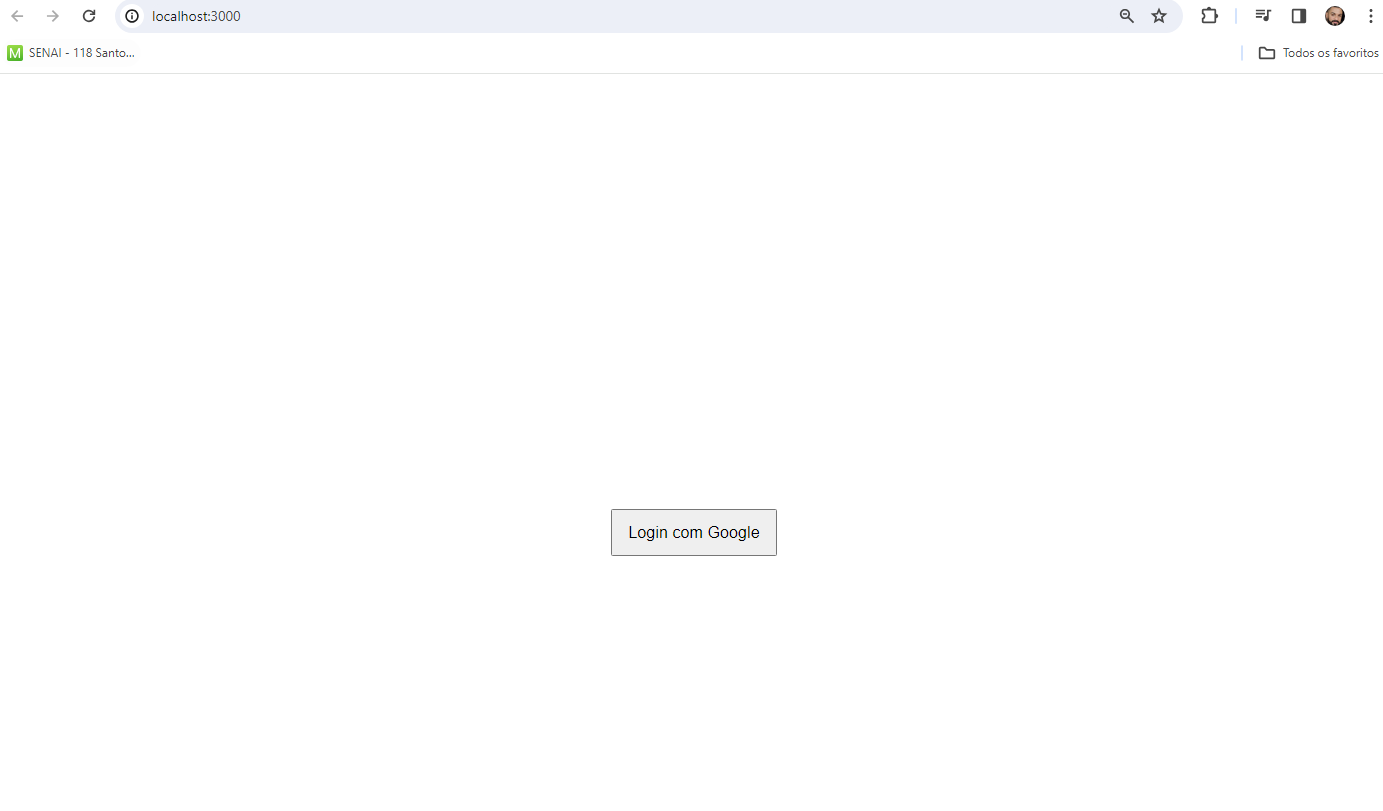 localhost:3000
M SENAI - 118 Santo...
Todos os favoritos
Login com Google